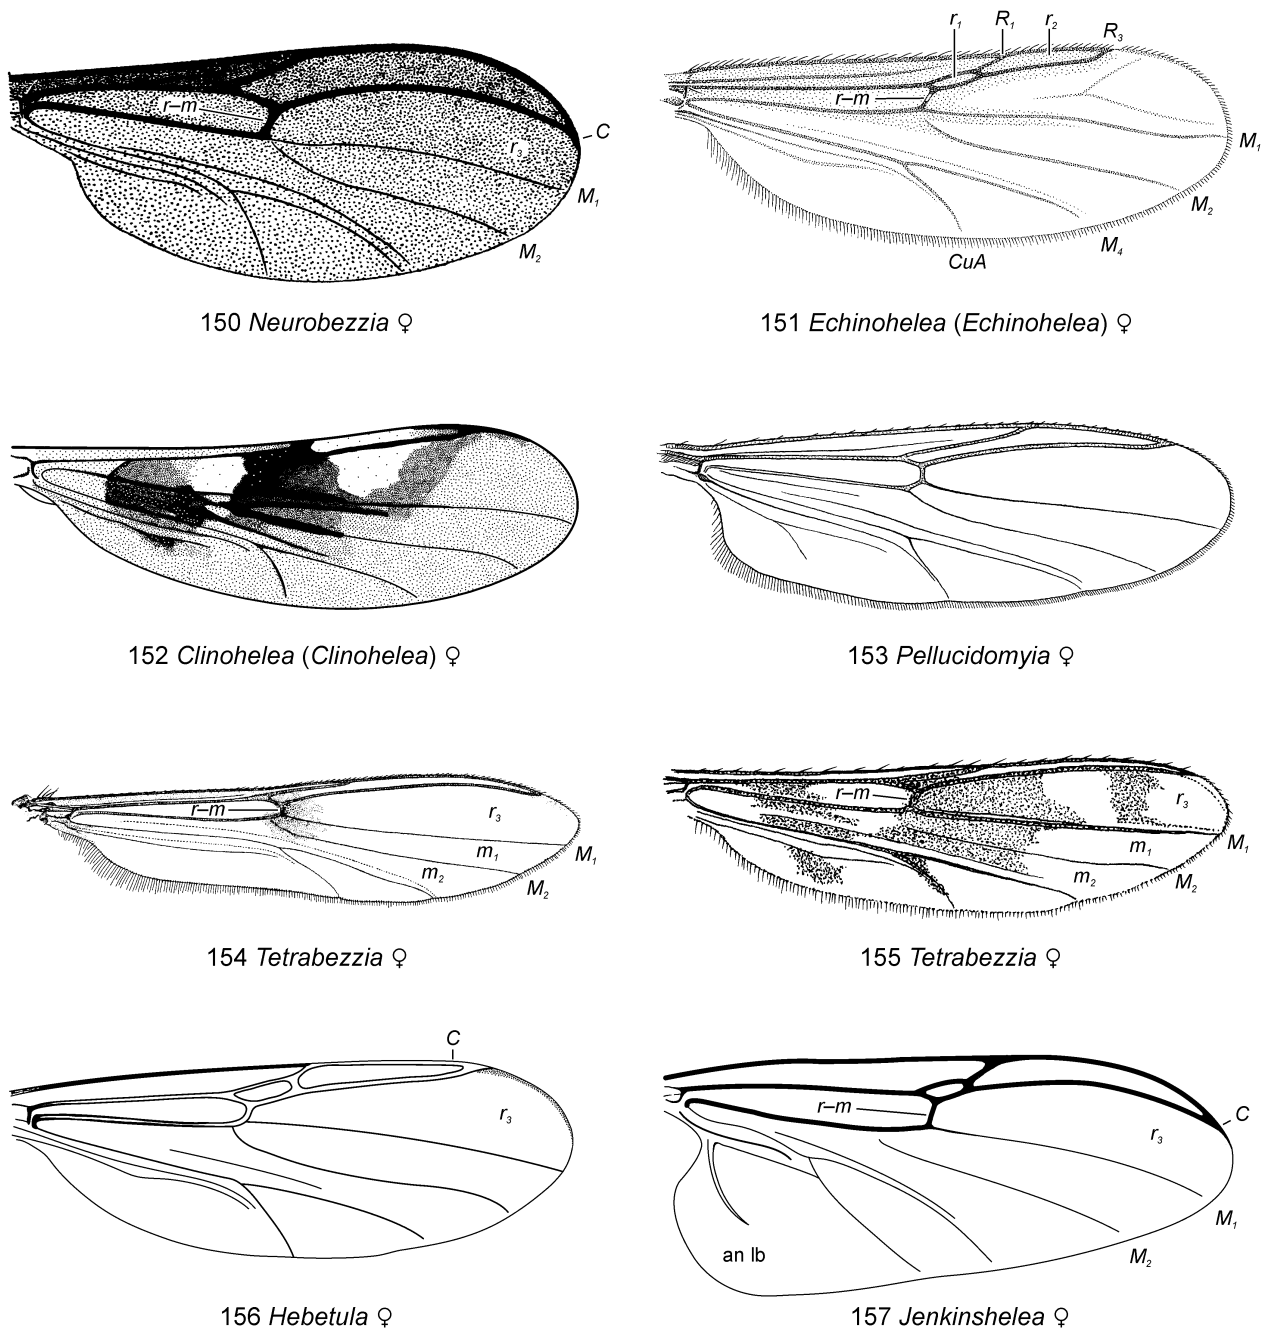 r–m
r₃
C
M₁
M₂
150 Neurobezzia ♀
r₁ R₁ r₂ R₃
r–m
M₁
M₂
M₄
CuA
151 Echinohelea (Echinohelea) ♀
152 Clinohelea (Clinohelea) ♀
153 Pellucidomyia ♀
r–m
r₃
m₁
m₂
M₁
M₂
154 Tetrabezzia ♀
r–m
r₃
m₁
m₂
M₁
M₂
155 Tetrabezzia ♀
C
r₃
156 Hebetula ♀
r–m
C
r₃
M₁
M₂
an lb
157 Jenkinshelea ♀